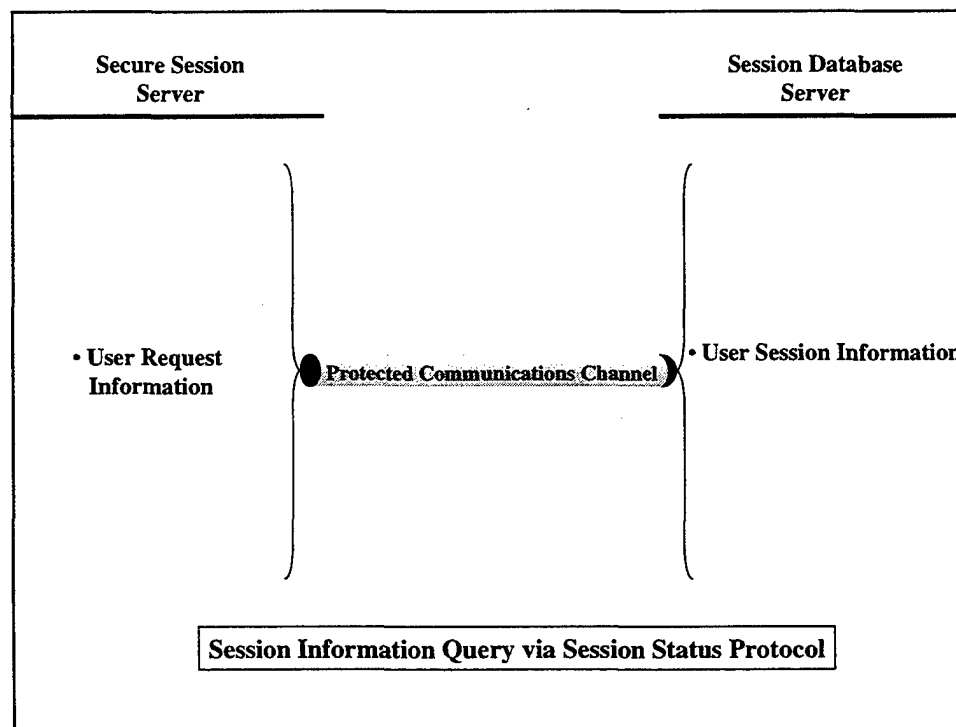 Secure Session
Server
Session Database
Server
• User Request
Information
Protected Communications Channel
• User Session Information
Session Information Query via Session Status Protocol